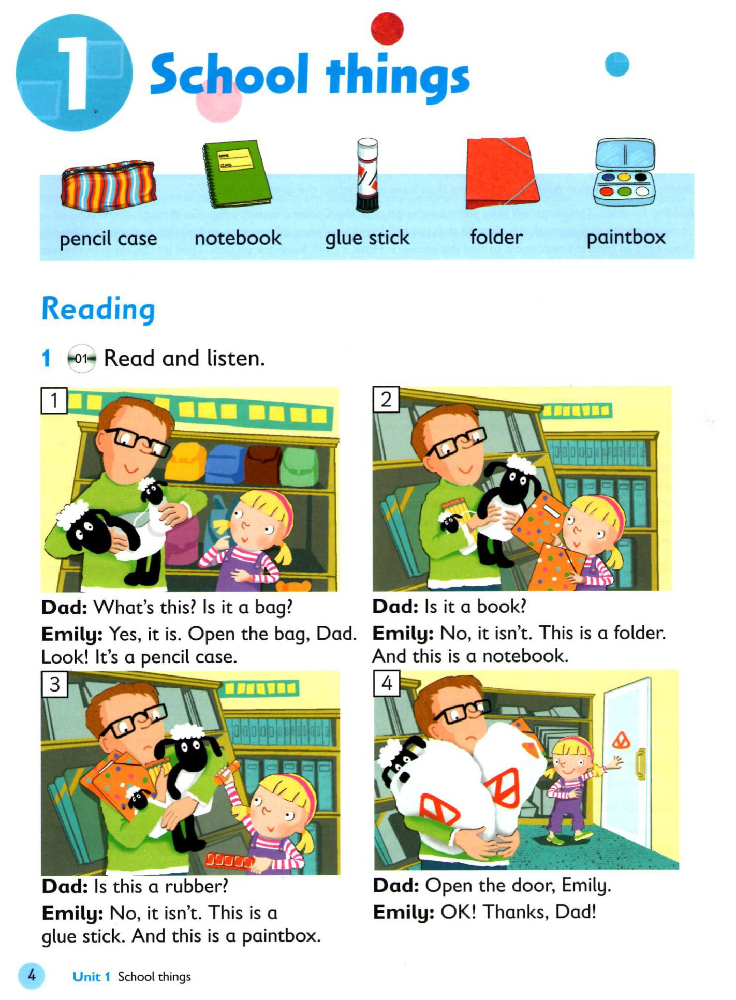 1
School things
NAME
CLASS
pencil case notebook glue stick folder paintbox
Reading
1 01 Read and listen.
1
Dad: What's this? Is it a bag?
Emily: Yes, it is. Open the bag, Dad.
Look! It's a pencil case.
2
Dad: Is it a book?
Emily: No, it isn't. This is a folder.
And this is a notebook.
3
Dad: Is this a rubber?
Emily: No, it isn't. This is a
glue stick. And this is a paintbox.
4
Dad: Open the door, Emily.
Emily: OK! Thanks, Dad!
4 Unit 1 School things